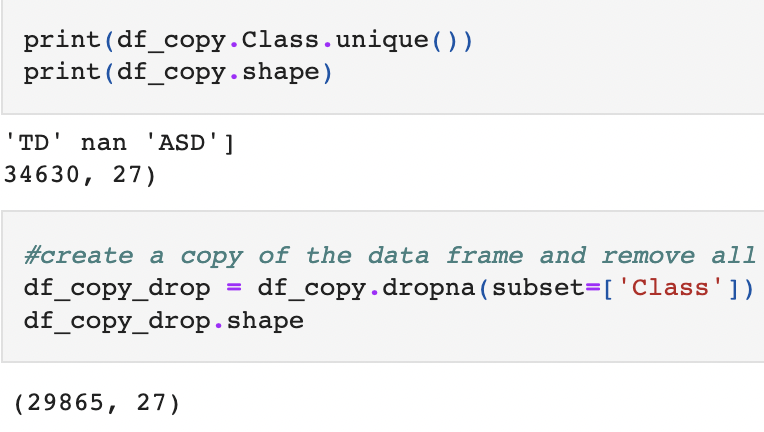 print(df_copy.Class.unique())
print(df_copy.shape)
'TD' nan 'ASD']
34630, 27)
#create a copy of the data frame and remove all
df_copy_drop = df_copy.dropna(subset=['Class'])
df_copy_drop.shape
(29865, 27)